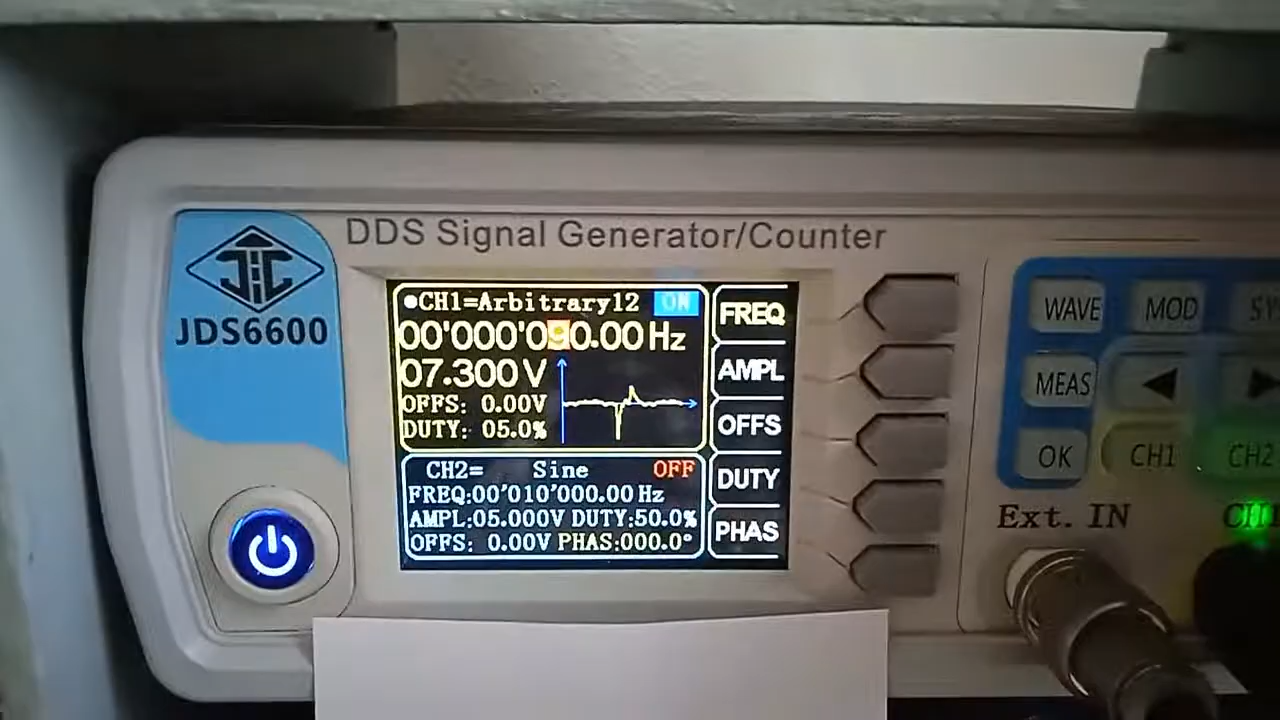 DDS Signal Generator/Counter
JDS6600
●CH1=Arbitrary12 ON
00'000'090.00 Hz
07.300 V
OFFS: 0.00V
DUTY: 05.0%
CH2= Sine OFF
FREQ:00'010'000.00 Hz
AMPL:05.000V DUTY:50.0%
OFFS: 0.00V PHAS:000.0°
FREQ
AMPL
OFFS
DUTY
PHAS
WAVE MOD
MEAS
OK CH1 CH2
Ext. IN